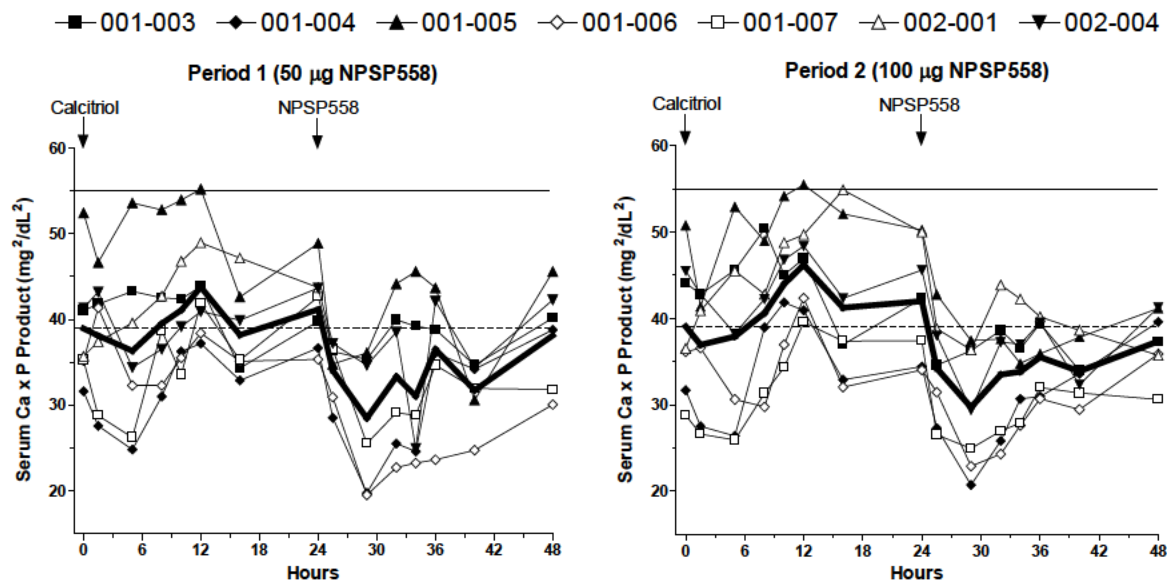 001-003 001-004 001-005 001-006 001-007 002-001 002-004
Period 1 (50 μg NPSP558)
Calcitriol NPSP558
Serum Ca x P Product (mg²/dL²)
60
50
40
30
20
0 6 12 18 24 30 36 42 48
Hours
Period 2 (100 μg NPSP558)
Calcitriol NPSP558
Serum Ca x P Product (mg²/dL²)
60
50
40
30
20
0 6 12 18 24 30 36 42 48
Hours